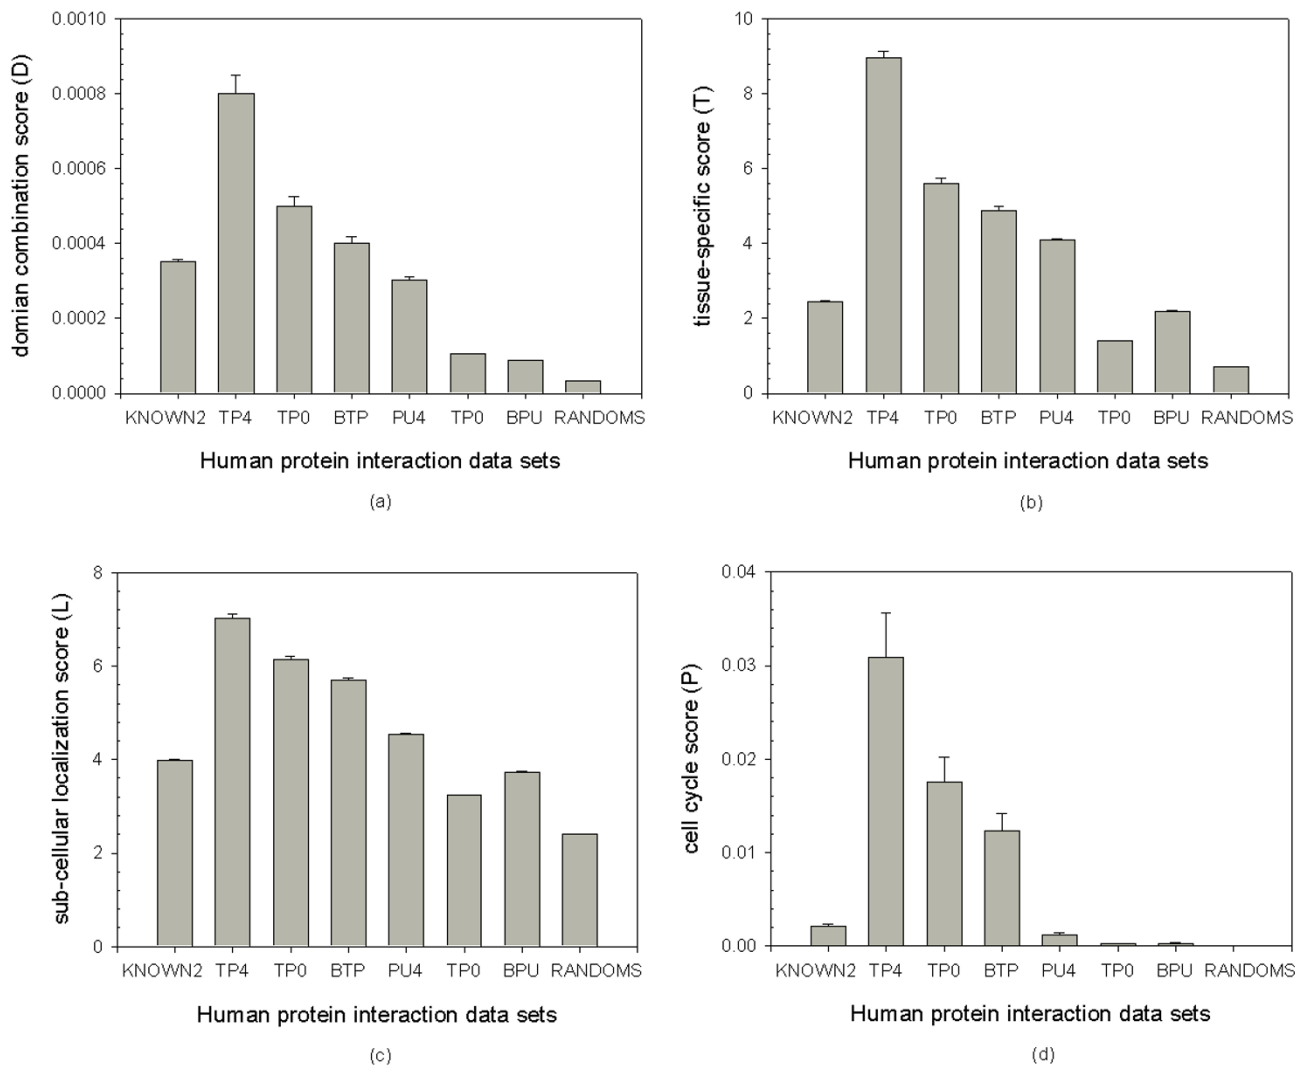 domian combination score (D)
0.0010
0.0008
0.0006
0.0004
0.0002
0.0000
KNOWN2 TP4 TP0 BTP PU4 TP0 BPU RANDOMS
Human protein interaction data sets
(a)
tissue-specific score (T)
10
8
6
4
2
0
KNOWN2 TP4 TP0 BTP PU4 TP0 BPU RANDOMS
Human protein interaction data sets
(b)
sub-cellular localization score (L)
8
6
4
2
0
KNOWN2 TP4 TP0 BTP PU4 TP0 BPU RANDOMS
Human protein interaction data sets
(c)
cell cycle score (P)
0.04
0.03
0.02
0.01
0.00
KNOWN2 TP4 TP0 BTP PU4 TP0 BPU RANDOMS
Human protein interaction data sets
(d)